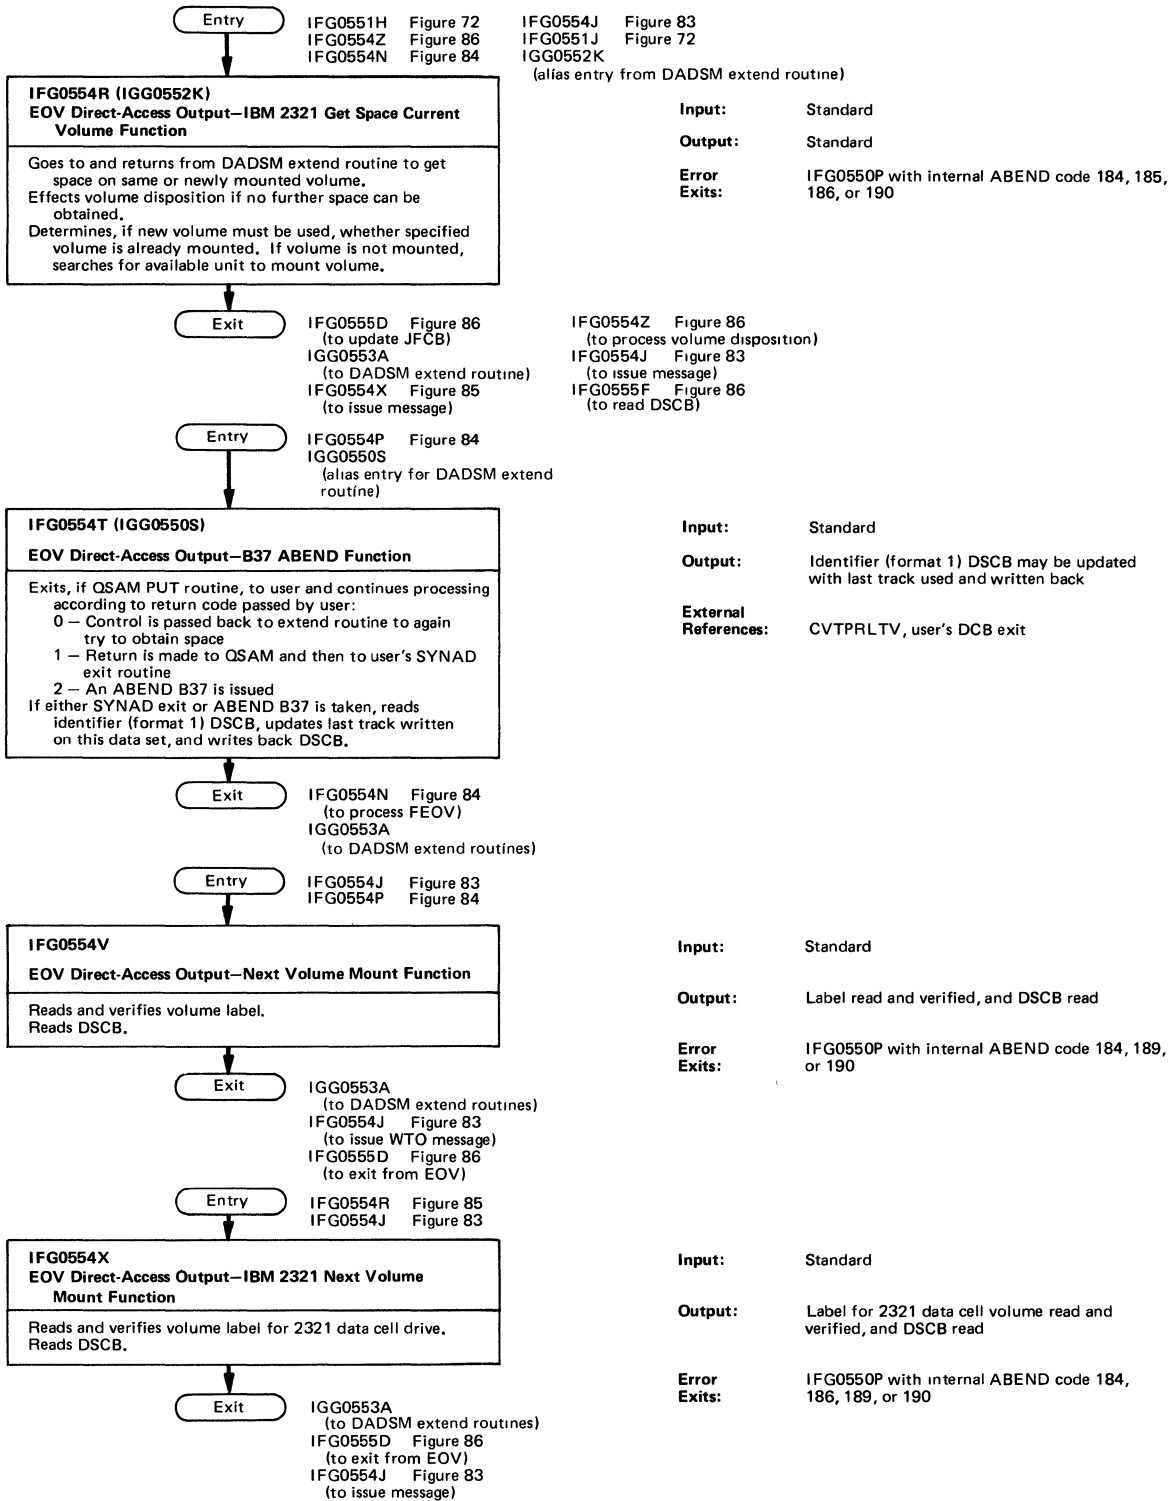 Entry
IFG0551H Figure 72
IFG0554Z Figure 86
IFG0554N Figure 84
IFG0554J Figure 83
IFG0551J Figure 72
IGG0552K
(alias entry from DADSM extend routine)
IFG0554R (IGG0552K)
EOV Direct-Access Output—IBM 2321 Get Space Current
Volume Function
Goes to and returns from DADSM extend routine to get
space on same or newly mounted volume.
Effects volume disposition if no further space can be
obtained.
Determines, if new volume must be used, whether specified
volume is already mounted. If volume is not mounted,
searches for available unit to mount volume.
Input: Standard
Output: Standard
Error IFG0550P with internal ABEND code 184, 185,
Exits: 186, or 190
Exit
IFG0555D Figure 86
(to update JFCB)
IGG0553A
(to DADSM extend routine)
IFG0554X Figure 85
(to issue message)
IFG0554Z Figure 86
(to process volume disposition)
IFG0554J Figure 83
(to issue message)
IFG0555F Figure 86
(to read DSCB)
Entry
IFG0554P Figure 84
IGG0550S
(alias entry for DADSM extend
routine)
IFG0554T (IGG0550S)
EOV Direct-Access Output—B37 ABEND Function
Exits, if QSAM PUT routine, to user and continues processing
according to return code passed by user:
0 — Control is passed back to extend routine to again
try to obtain space
1 — Return is made to QSAM and then to user's SYNAD
exit routine
2 — An ABEND B37 is issued
If either SYNAD exit or ABEND B37 is taken, reads
identifier (format 1) DSCB, updates last track written
on this data set, and writes back DSCB.
Input: Standard
Output: Identifier (format 1) DSCB may be updated
with last track used and written back
External
References: CVTPRLTV, user's DCB exit
Exit
IFG0554N Figure 84
(to process FEOV)
IGG0553A
(to DADSM extend routines)
Entry
IFG0554J Figure 83
IFG0554P Figure 84
IFG0554V
EOV Direct-Access Output—Next Volume Mount Function
Reads and verifies volume label.
Reads DSCB.
Input: Standard
Output: Label read and verified, and DSCB read
Error IFG0550P with internal ABEND code 184, 189,
Exits: or 190
Exit
IGG0553A
(to DADSM extend routines)
IFG0554J Figure 83
(to issue WTO message)
IFG0555D Figure 86
(to exit from EOV)
Entry
IFG0554R Figure 85
IFG0554J Figure 83
IFG0554X
EOV Direct-Access Output—IBM 2321 Next Volume
Mount Function
Reads and verifies volume label for 2321 data cell drive.
Reads DSCB.
Input: Standard
Output: Label for 2321 data cell volume read and
verified, and DSCB read
Error IFG0550P with internal ABEND code 184,
Exits: 186, 189, or 190
Exit
IGG0553A
(to DADSM extend routines)
IFG0555D Figure 86
(to exit from EOV)
IFG0554J Figure 83
(to issue message)